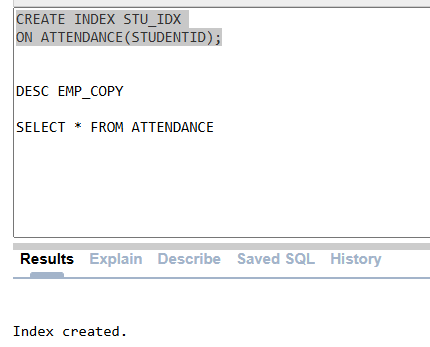 CREATE INDEX STU_IDX
ON ATTENDANCE(STUDENTID);
DESC EMP_COPY
SELECT * FROM ATTENDANCE
Results Explain Describe Saved SQL History
Index created.